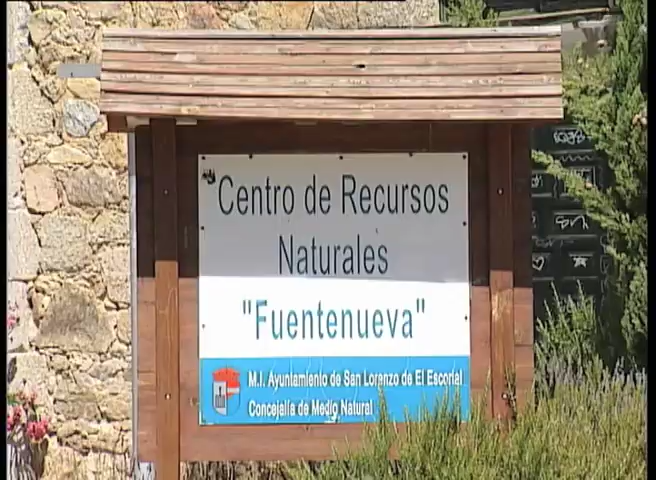 Centro de Recursos
Naturales
"Fuentenueva"
M.I. Ayuntamiento de San Lorenzo de El Escorial
Concejalía de Medio Natural